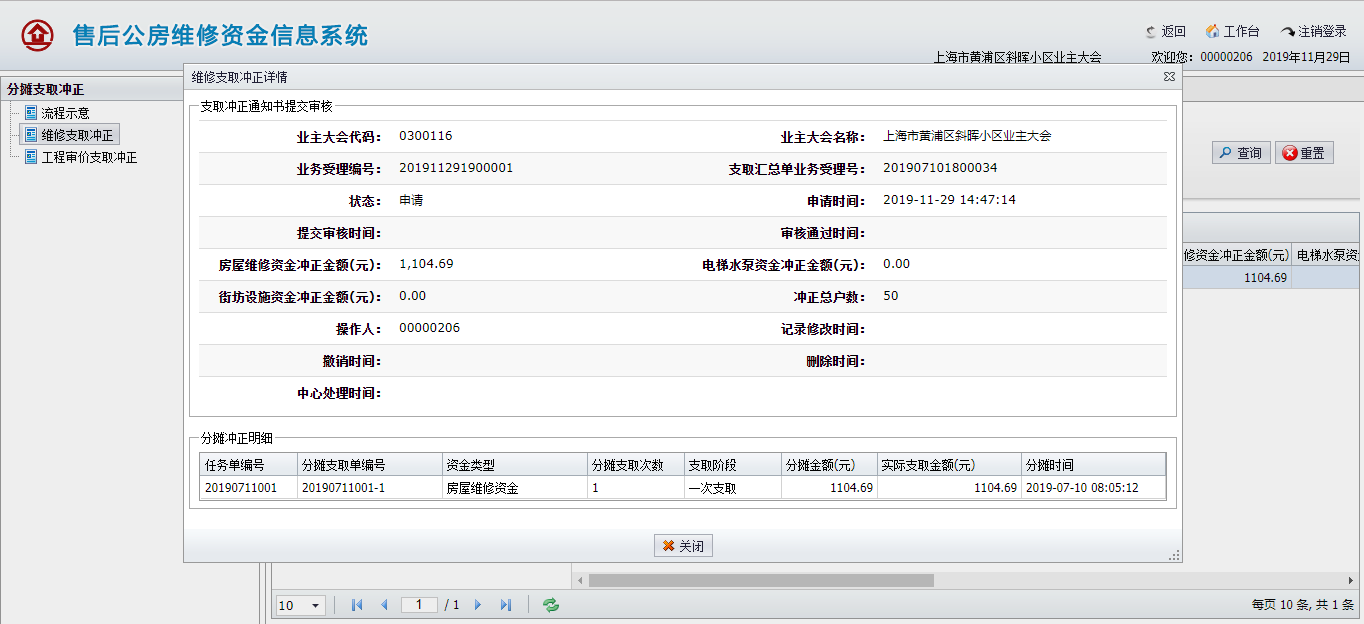 售后公房维修资金信息系统
返回 工作台 注销登录
上海市黄浦区斜晖小区业主大会 欢迎您: 00000206 2019年11月29日
分摊支取冲正
流程示意
维修支取冲正
工程审价支取冲正
维修支取冲正详情
支取冲正通知书提交审核
业主大会代码: 0300116 业主大会名称: 上海市黄浦区斜晖小区业主大会
业务受理编号: 201911291900001 支取汇总单业务受理号: 201907101800034
状态: 申请 申请时间: 2019-11-29 14:47:14
提交审核时间: 审核通过时间:
房屋维修资金冲正金额(元): 1,104.69 电梯水泵资金冲正金额(元): 0.00
街坊设施资金冲正金额(元): 0.00 冲正总户数: 50
操作人: 00000206 记录修改时间:
撤销时间: 删除时间:
中心处理时间:
分摊冲正明细
任务单编号 分摊支取单编号 资金类型 分摊支取次数 支取阶段 分摊金额(元) 实际支取金额(元) 分摊时间
20190711001 20190711001-1 房屋维修资金 1 一次支取 1104.69 1104.69 2019-07-10 08:05:12
关闭
查询 重置
修资金冲正金额(元) 电梯水泵资
1104.69
10 1 / 1 每页 10 条, 共 1 条